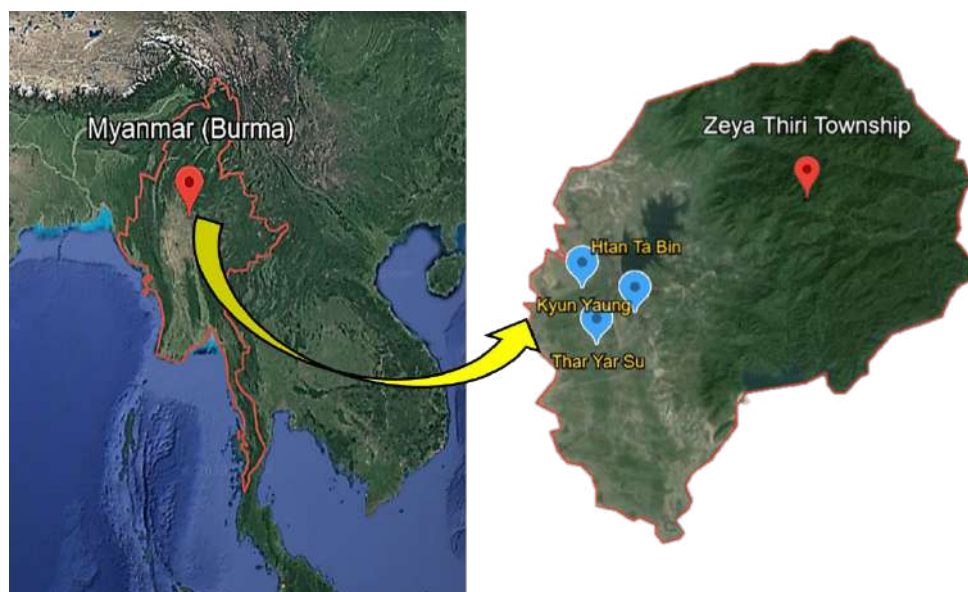 Myanmar (Burma)
Zeya Thiri Township
Htan Ta Bin
Kyun Yaung
Thar Yar Su